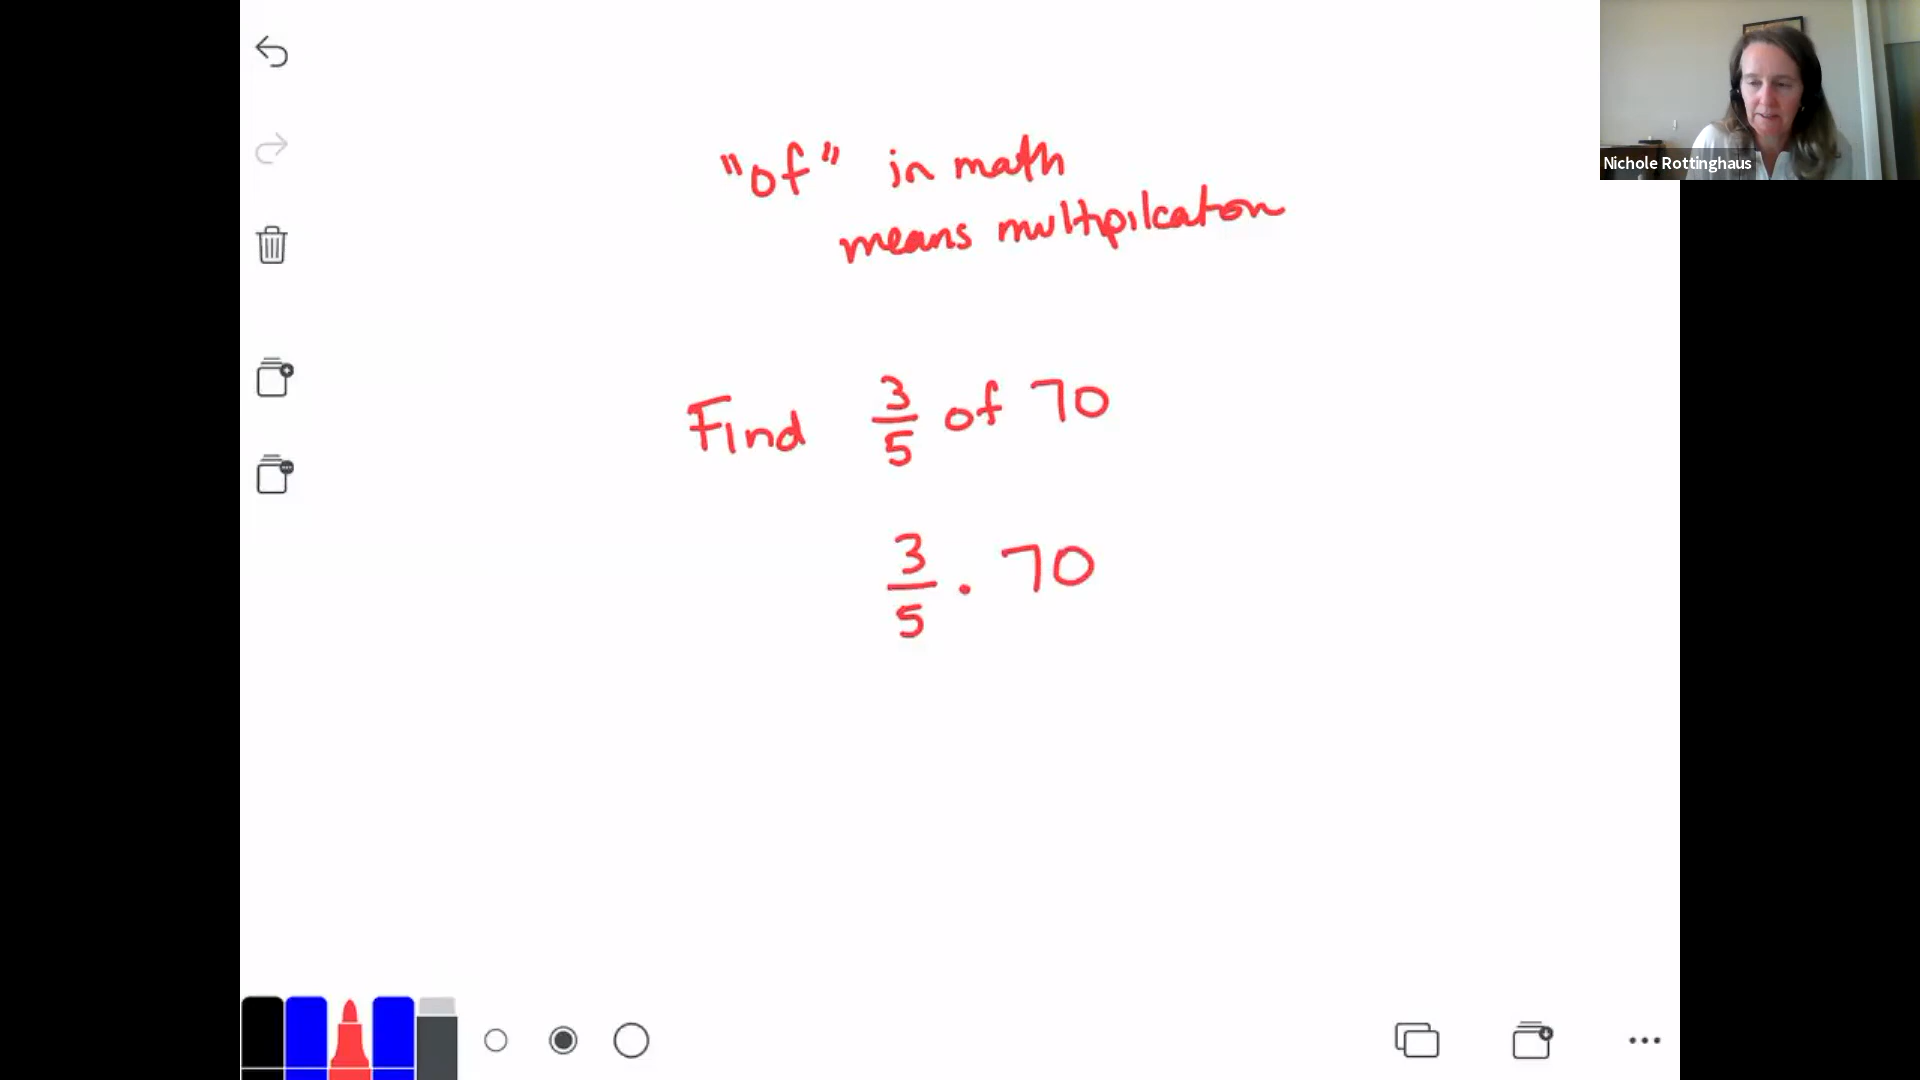 "of" in math
means multipilcaton
Find 3/5 of 70
3/5 . 70
Nichole Rottinghaus